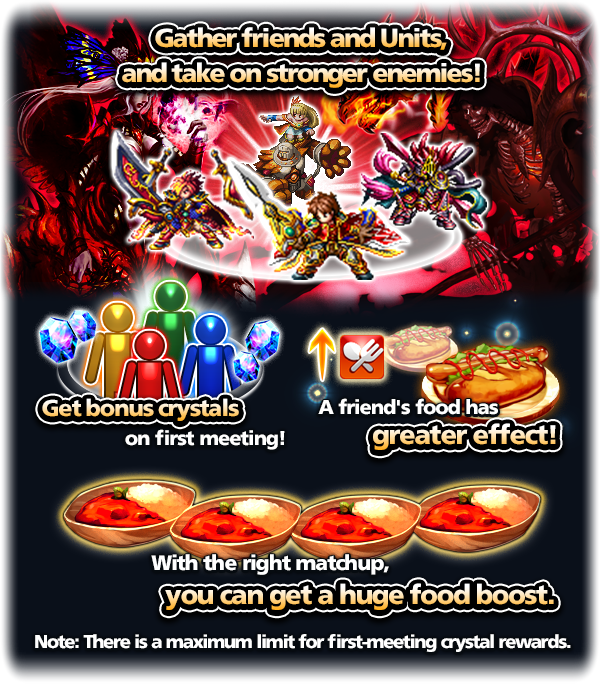 Gather friends and Units,
and take on stronger enemies!
Get bonus crystals
on first meeting!
A friend's food has
greater effect!
With the right matchup,
you can get a huge food boost.
Note: There is a maximum limit for first-meeting crystal rewards.